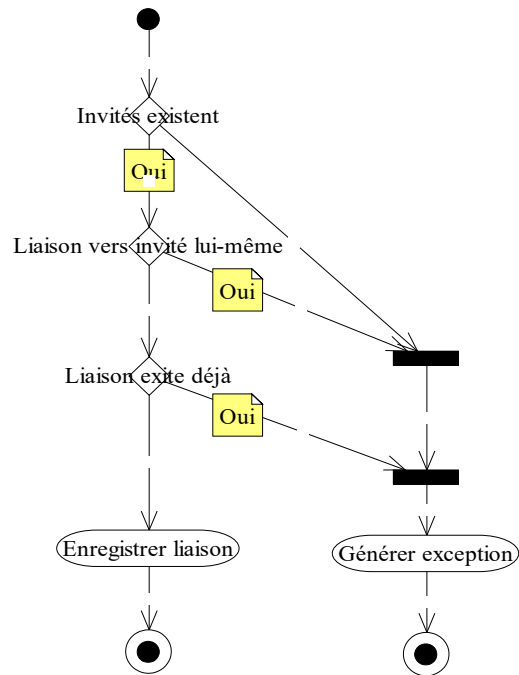 Invités existent
Oui
Liaison vers invité lui-même
Oui
Liaison exite déjà
Oui
Enregistrer liaison
Générer exception